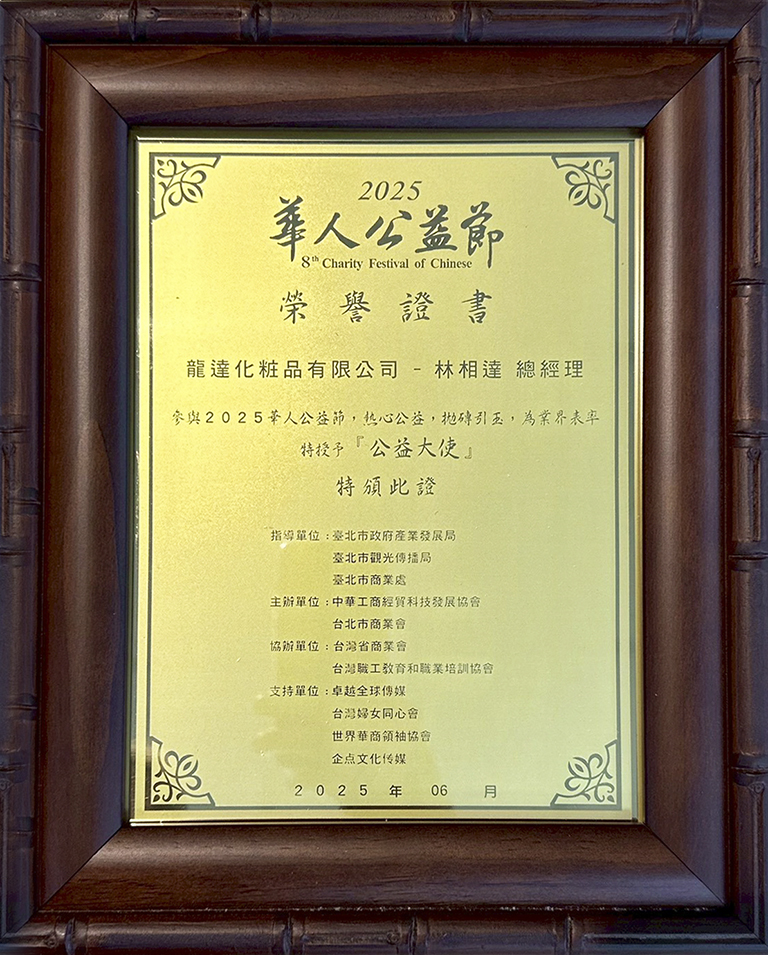 2025
華人公益節
8th Charity Festival of Chinese
榮譽證書
龍達化粧品有限公司 - 林相達 總經理
參與2025華人公益節，熱心公益，拋磚引玉，為業界表率
特授予『公益大使』
特頒此證
指導單位：臺北市政府產業發展局
臺北市觀光傳播局
臺北市商業處
主辦單位：中華工商經貿科技發展協會
台北市商業會
協辦單位：台灣省商業會
台灣職工教育和職業培訓協會
支持單位：卓越全球傳媒
台灣婦女同心會
世界華商領袖協會
企点文化传媒
2025 年 06 月